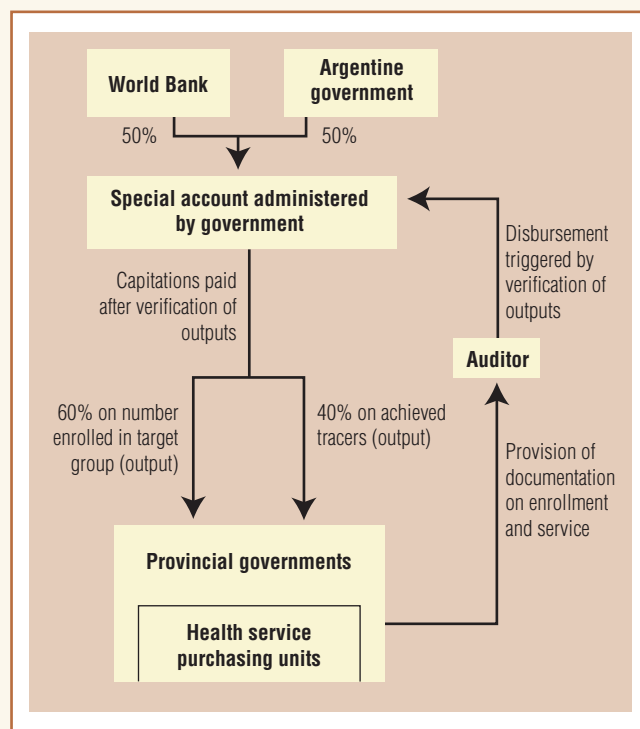 World Bank
Argentine
government
50%
50%
Special account administered
by government
Capitations paid
after verification of
outputs
Disbursement
triggered by
verification of
outputs
Auditor
60% on number
enrolled in target
group (output)
40% on achieved
tracers (output)
Provision of
documentation
on enrollment
and service
Provincial governments
Health service
purchasing units